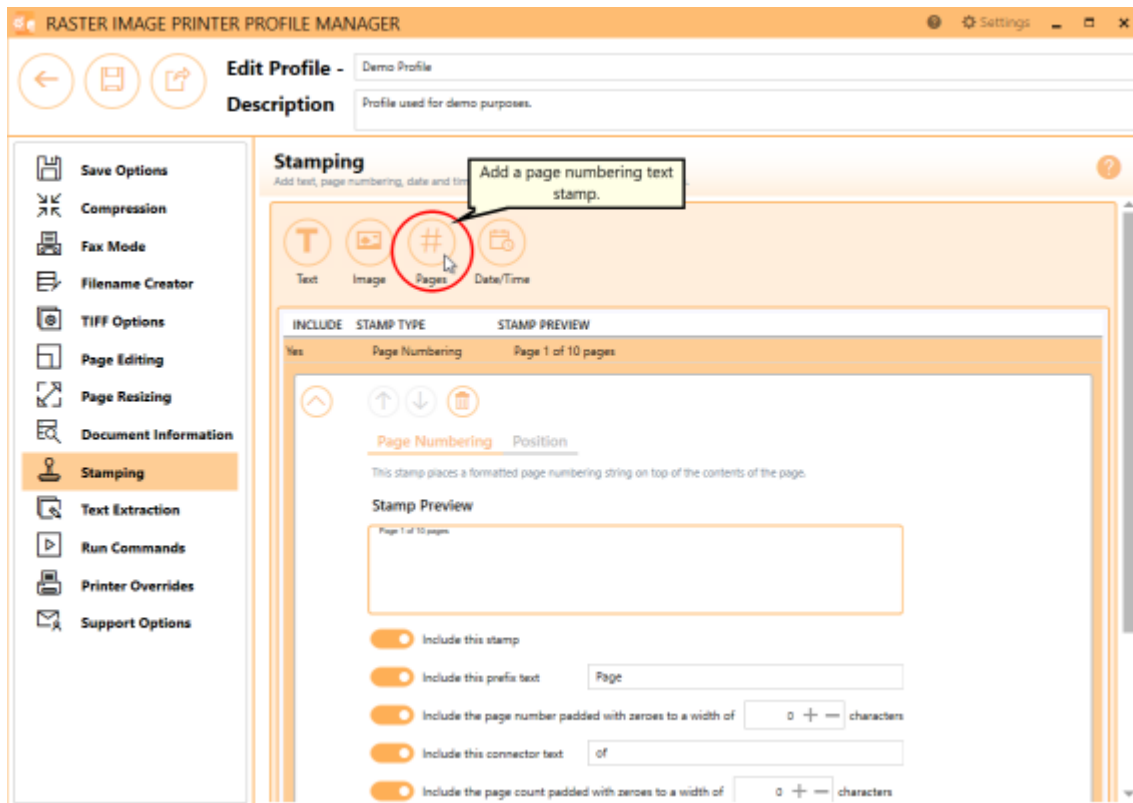 RASTER IMAGE PRINTER PROFILE MANAGER
Settings
Edit Profile - Demo Profile
Description Profile used for demo purposes.
Save Options
Compression
Fax Mode
Filename Creator
TIFF Options
Page Editing
Page Resizing
Document Information
Stamping
Text Extraction
Run Commands
Printer Overrides
Support Options
Stamping
Add text, page numbering, date and
Add a page numbering text
stamp.
Text Image Pages Date/Time
INCLUDE STAMP TYPE STAMP PREVIEW
Yes Page Numbering Page 1 of 10 pages
Page Numbering Position
This stamp places a formatted page numbering string on top of the contents of the page.
Stamp Preview
Page 1 of 10 pages
Include this stamp
Include this prefix text Page
Include the page number padded with zeroes to a width of 0 + — characters
Include this connector text of
Include the page count padded with zeroes to a width of 0 + — characters